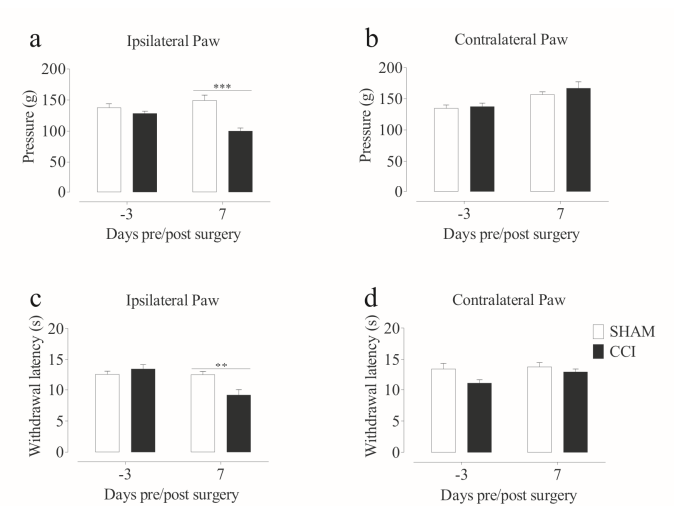 a
Ipsilateral Paw
Pressure (g)
200
150
100
50
0
***
-3 7
Days pre/post surgery
b
Contralateral Paw
Pressure (g)
200
150
100
50
0
-3 7
Days pre/post surgery
c
Ipsilateral Paw
Withdrawal latency (s)
20
15
10
5
0
**
-3 7
Days pre/post surgery
d
Contralateral Paw
Withdrawal latency (s)
20
15
10
5
0
SHAM
CCI
-3 7
Days pre/post surgery